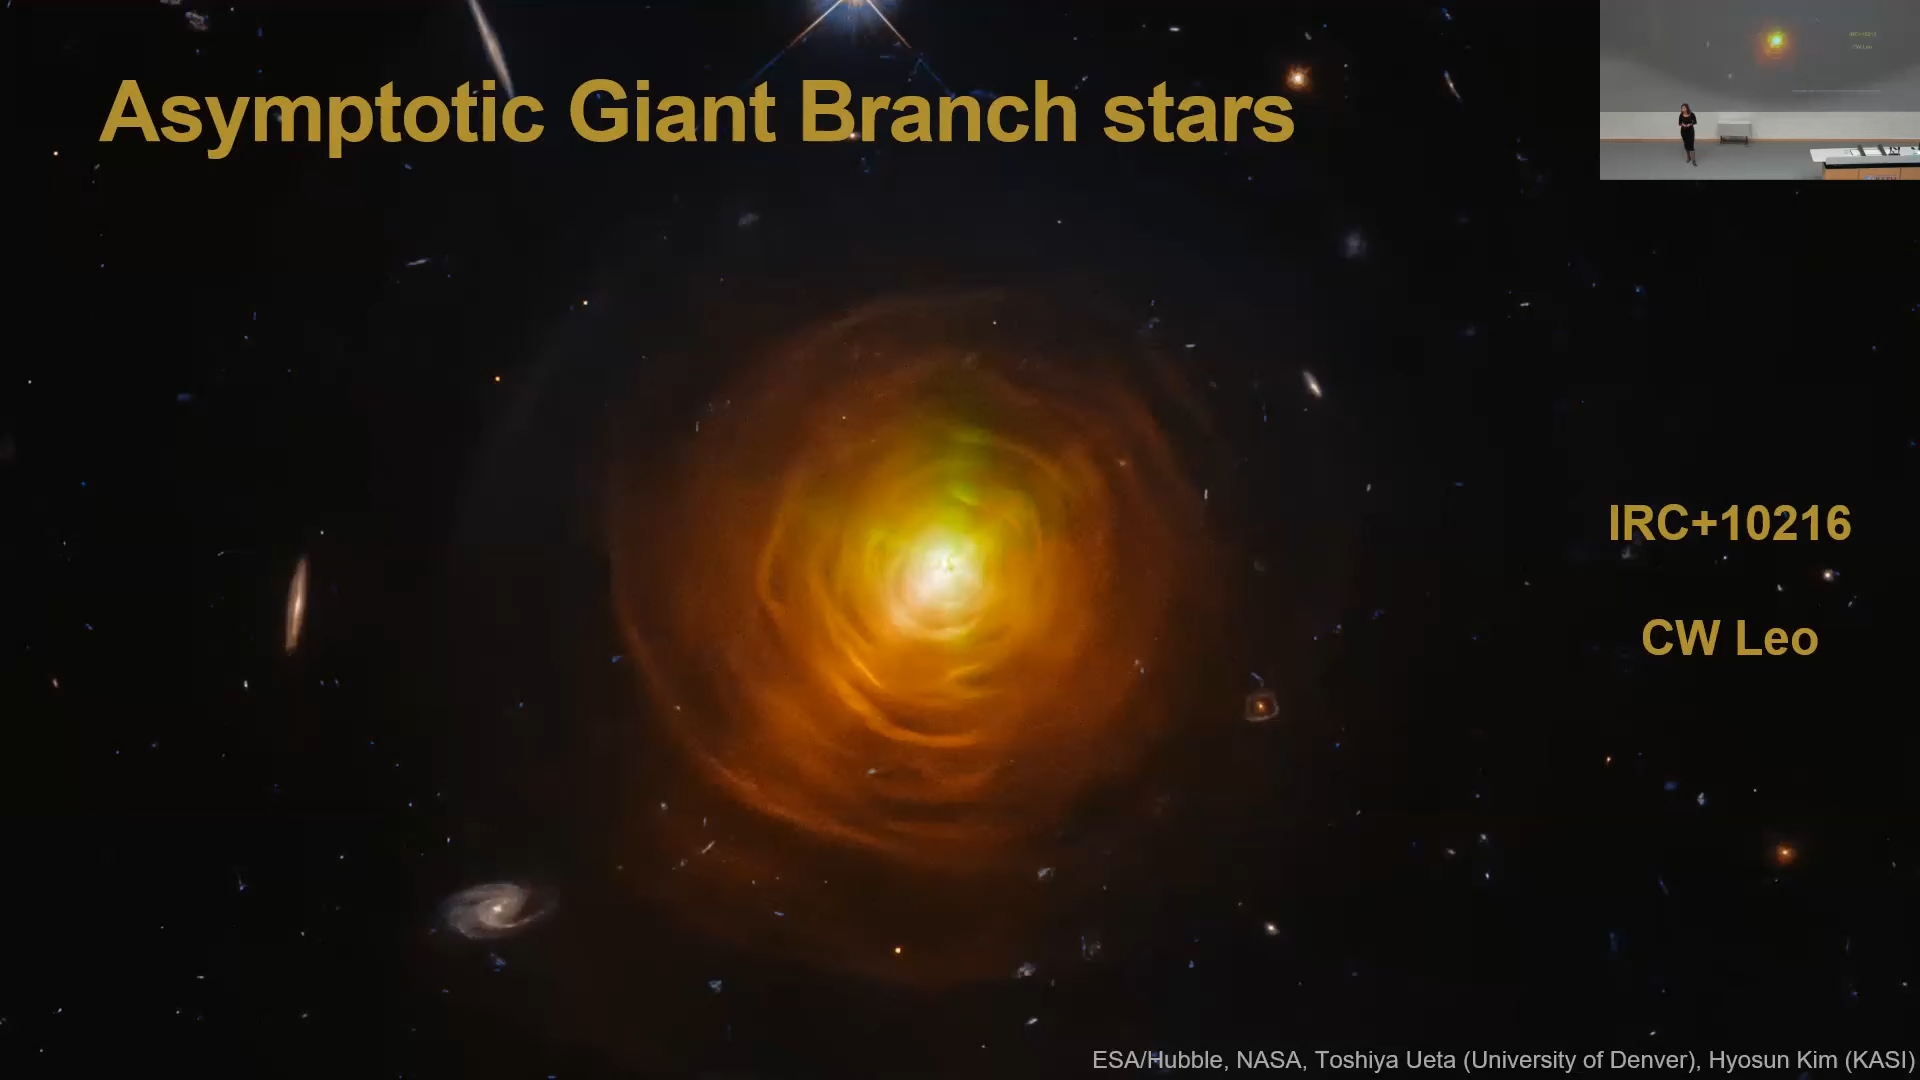 Asymptotic Giant Branch stars
IRC+10216
CW Leo
ESA/Hubble, NASA, Toshiya Ueta (University of Denver), Hyosun Kim (KASI)